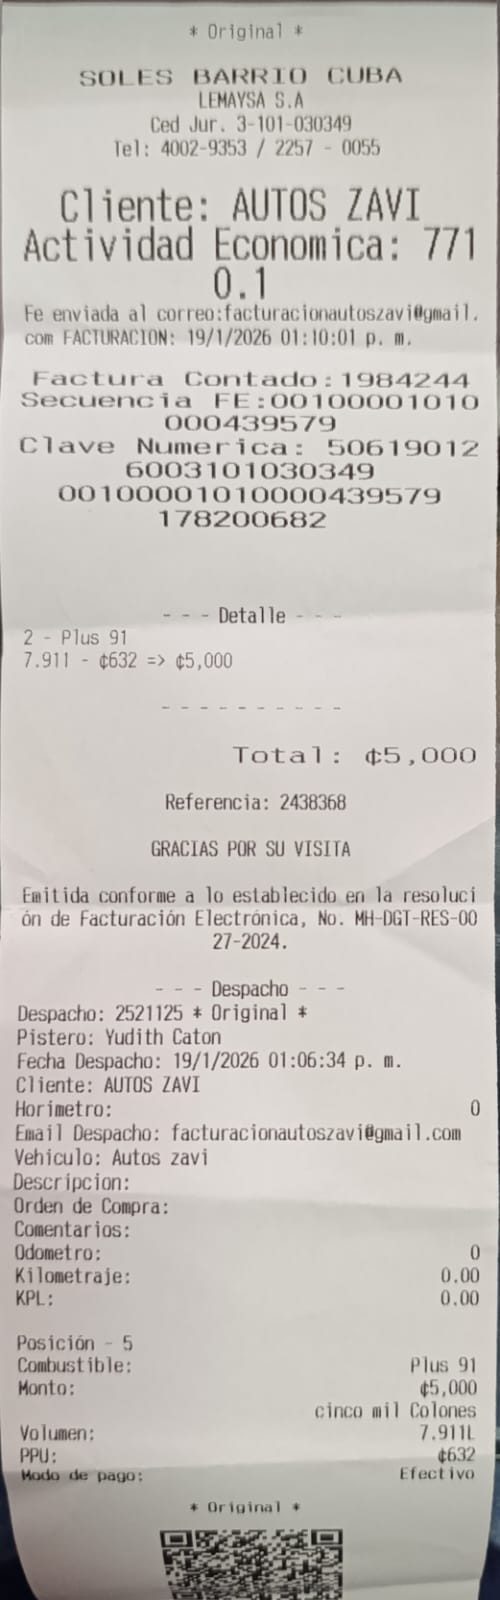 * Original *
SOLES BARRIO CUBA
LEMAYSA S.A
Ced Jur. 3-101-030349
Tel: 4002-9353 / 2257 - 0055
Cliente: AUTOS ZAVI
Actividad Economica: 771
0.1
Fe enviada al correo:facturacionautoszavi@gmail.
com FACTURACION: 19/1/2026 01:10:01 p. m.
Factura Contado:1984244
Secuencia FE:00100001010
000439579
Clave Numerica: 50619012
6003101030349
00100001010000439579
178200682
- - - Detalle - - -
2 - Plus 91
7.911 - ¢632 => ¢5,000
- - - - - - - - - -
Total: ¢5,000
Referencia: 2438368
GRACIAS POR SU VISITA
Emitida conforme a lo establecido en la resoluci
ón de Facturación Electrónica, No. MH-DGT-RES-00
27-2024.
- - - Despacho - - -
Despacho: 2521125 * Original *
Pistero: Yudith Caton
Fecha Despacho: 19/1/2026 01:06:34 p. m.
Cliente: AUTOS ZAVI
Horimetro: 0
Email Despacho: facturacionautoszavi@gmail.com
Vehiculo: Autos zavi
Descripcion:
Orden de Compra:
Comentarios:
Odometro: 0
Kilometraje: 0.00
KPL: 0.00
Posición - 5
Combustible: Plus 91
Monto: ¢5,000
cinco mil Colones
Volumen: 7.911L
PPU: ¢632
Modo de pago: Efectivo
* Original *